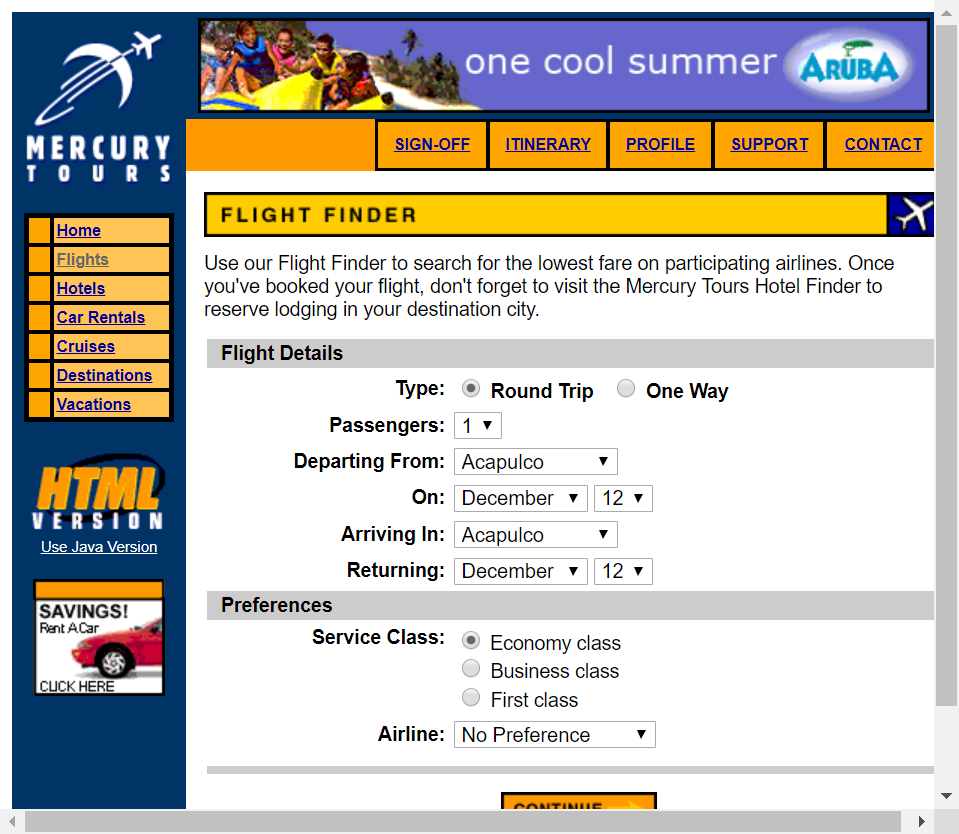 one cool summer ARUBA
MERCURY
TOURS
SIGN-OFF ITINERARY PROFILE SUPPORT CONTACT
Home
Flights
Hotels
Car Rentals
Cruises
Destinations
Vacations
HTML
VERSION
Use Java Version
SAVINGS!
Rent A Car
CLICK HERE
FLIGHT FINDER
Use our Flight Finder to search for the lowest fare on participating airlines. Once
you've booked your flight, don't forget to visit the Mercury Tours Hotel Finder to
reserve lodging in your destination city.
Flight Details
Type: Round Trip One Way
Passengers: 1
Departing From: Acapulco
On: December 12
Arriving In: Acapulco
Returning: December 12
Preferences
Service Class: Economy class
Business class
First class
Airline: No Preference
CONTINUE